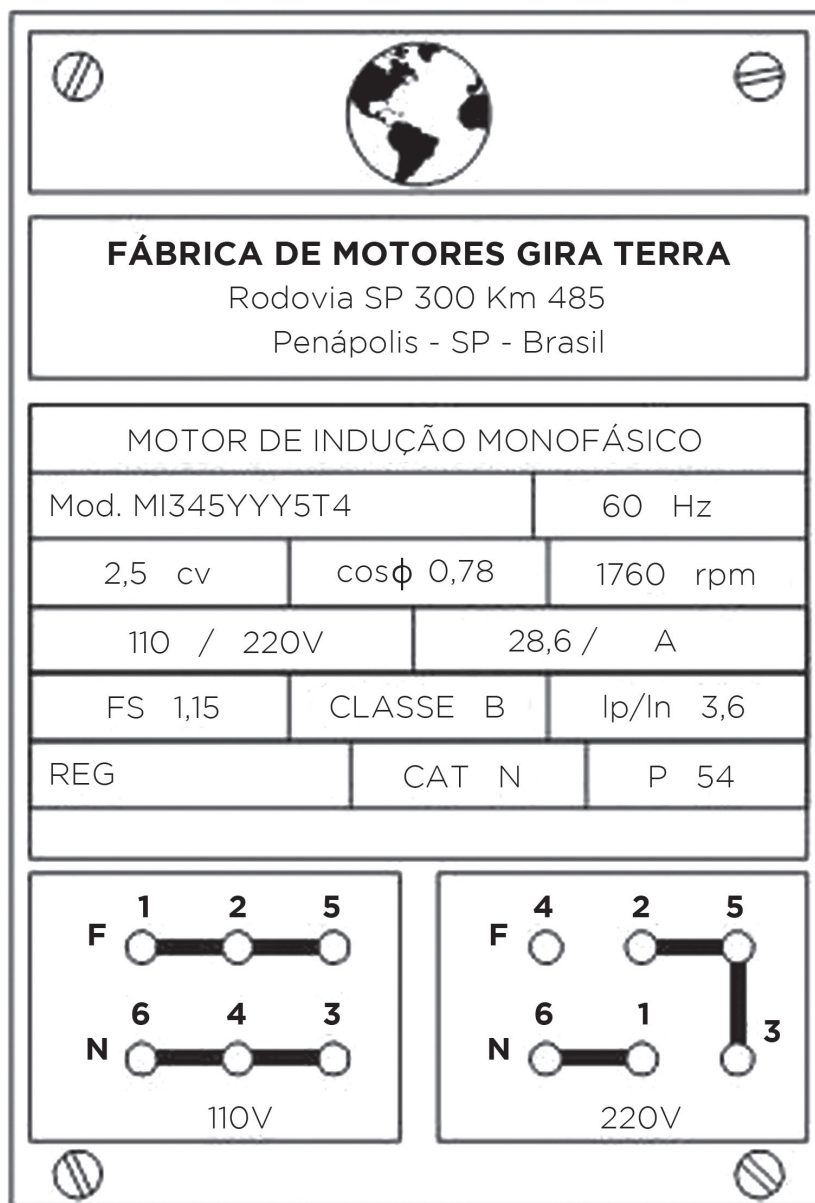 FÁBRICA DE MOTORES GIRA TERRA
Rodovia SP 300 Km 485
Penápolis - SP - Brasil
MOTOR DE INDUÇÃO MONOFÁSICO
Mod. MI345YYY5T4 60 Hz
2,5 cv cosϕ 0,78 1760 rpm
110 / 220V 28,6 / A
FS 1,15 CLASSE B Ip/In 3,6
REG CAT N P 54
1 2 5
F
6 4 3
N
110V
4 2 5
F
6 1 3
N
220V